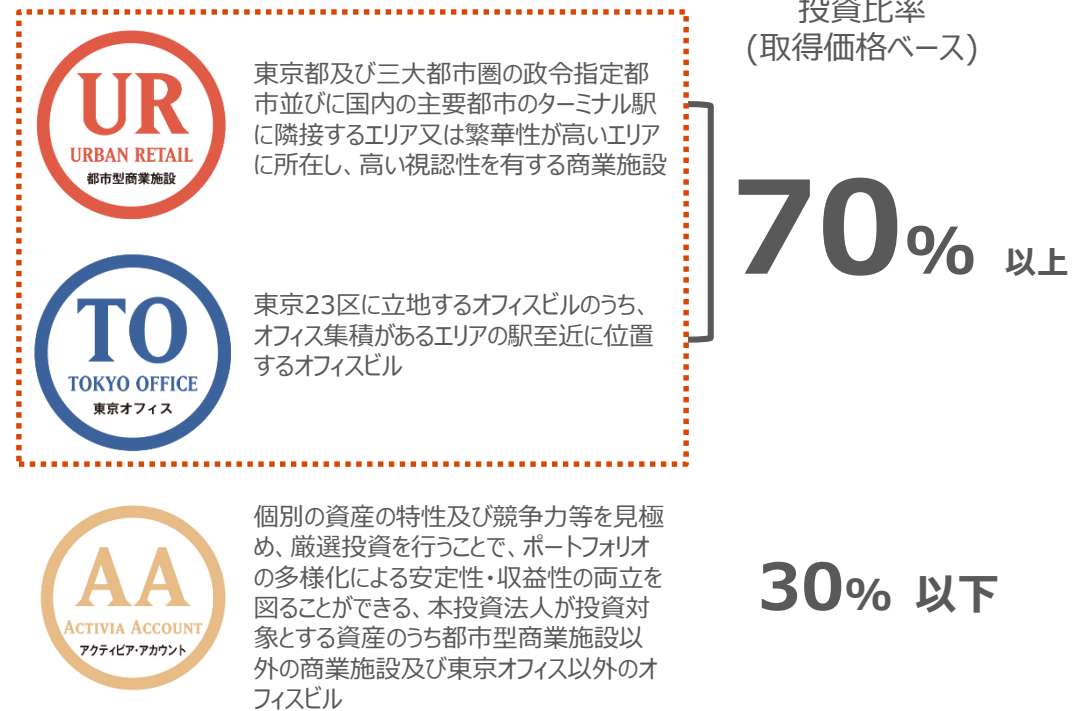 投資比率
(取得価格ベース)
UR
URBAN RETAIL
都市型商業施設
東京都及び三大都市圏の政令指定都
市並びに国内の主要都市のターミナル駅
に隣接するエリア又は繁華性が高いエリア
に所在し、高い視認性を有する商業施設
70% 以上
TO
TOKYO OFFICE
東京オフィス
東京23区に立地するオフィスビルのうち、
オフィス集積があるエリアの駅至近に位置
するオフィスビル
AA
ACTIVIA ACCOUNT
アクティビア・アカウント
個別の資産の特性及び競争力等を見極
め、厳選投資を行うことで、ポートフォリオ
の多様化による安定性・収益性の両立を
図ることができる、本投資法人が投資対
象とする資産のうち都市型商業施設以
外の商業施設及び東京オフィス以外のオ
フィスビル
30% 以下